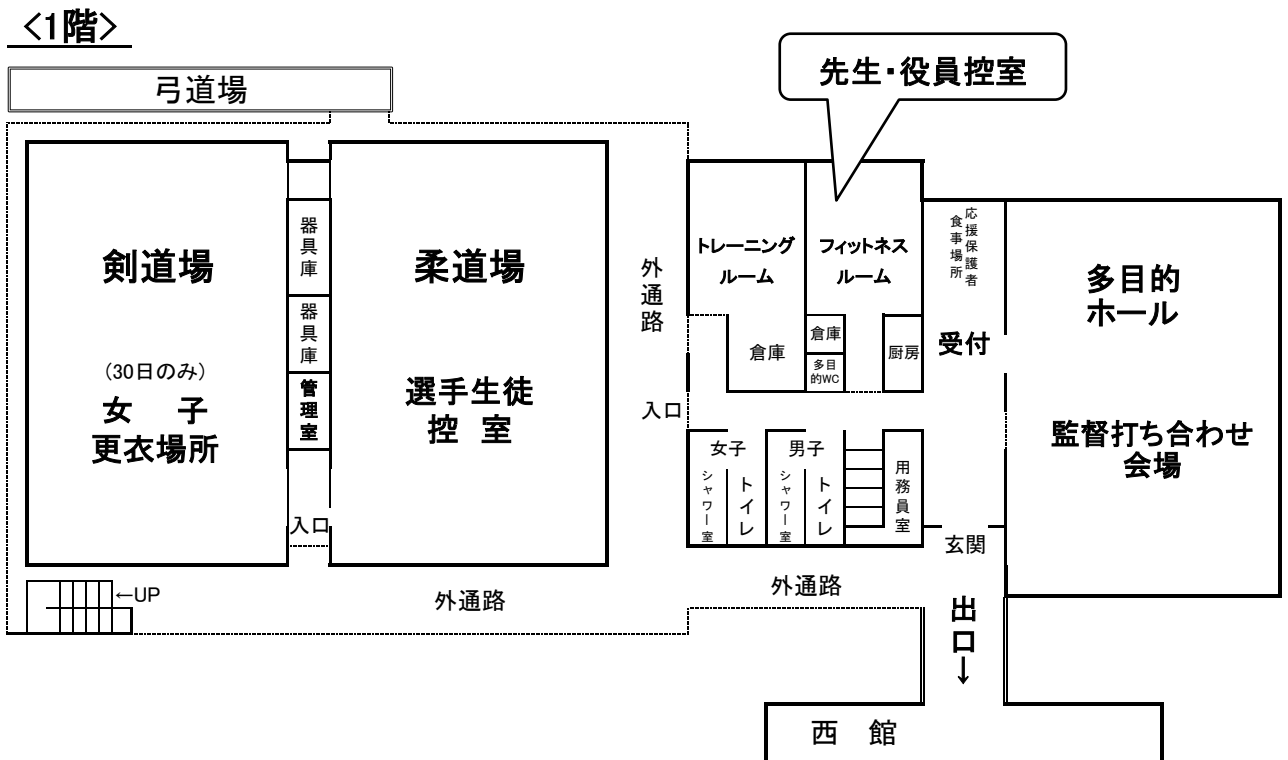 <1階>
弓道場
先生・役員控室
剣道場
(30日のみ)
女 子
更衣場所
器具庫
器具庫
管理室
入口
柔道場
選手生徒
控 室
外通路
入口
トレーニング
ルーム
フィットネス
ルーム
倉庫
倉庫
多目
的WC
厨房
応援保護者
食事場所
受付
多目的
ホール
監督打ち合わせ
会場
女子
シャワー室
トイレ
男子
シャワー室
トイレ
用務員室
玄関
←UP
外通路
外通路
出口→
西 館